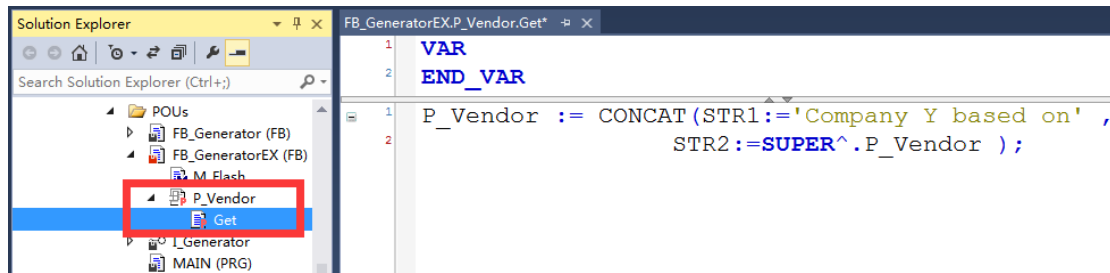 Solution Explorer
Search Solution Explorer (Ctrl+;)
POUs
FB_Generator (FB)
FB_GeneratorEX (FB)
M_Flash
P_Vendor
Get
I_Generator
MAIN (PRG)
FB_GeneratorEX.P_Vendor.Get*
1 VAR
2 END_VAR
1 P_Vendor := CONCAT(STR1:='Company Y based on' ,
2 STR2:=SUPER^.P_Vendor );